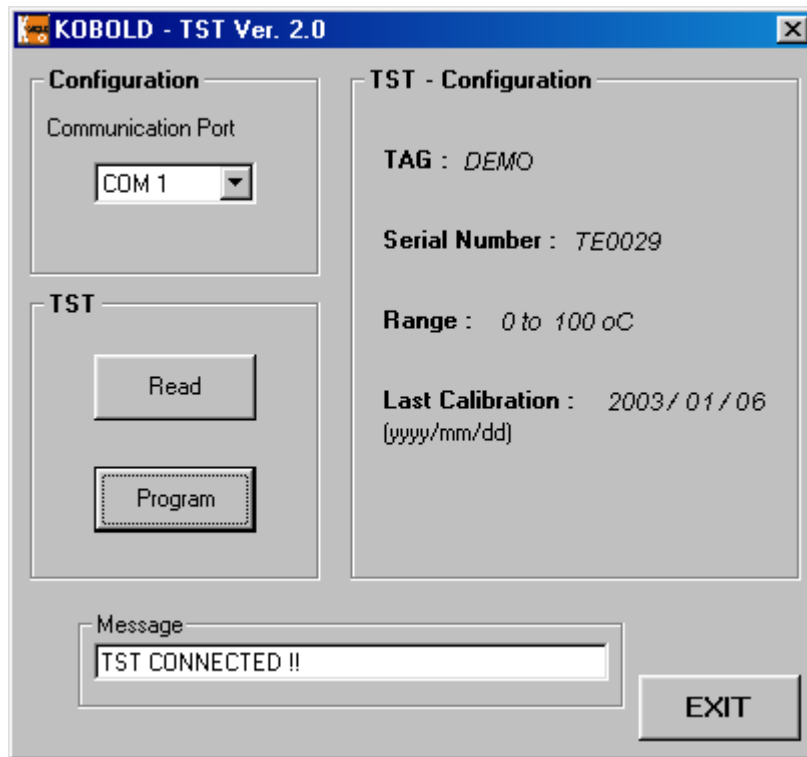 KOBOLD - TST Ver. 2.0
Configuration
Communication Port
COM 1
TST
Read
Program
TST - Configuration
TAG : DEMO
Serial Number : TE0029
Range : 0 to 100 oC
Last Calibration : 2003/ 01/ 06
(yyyy/mm/dd)
Message
TST CONNECTED !!
EXIT